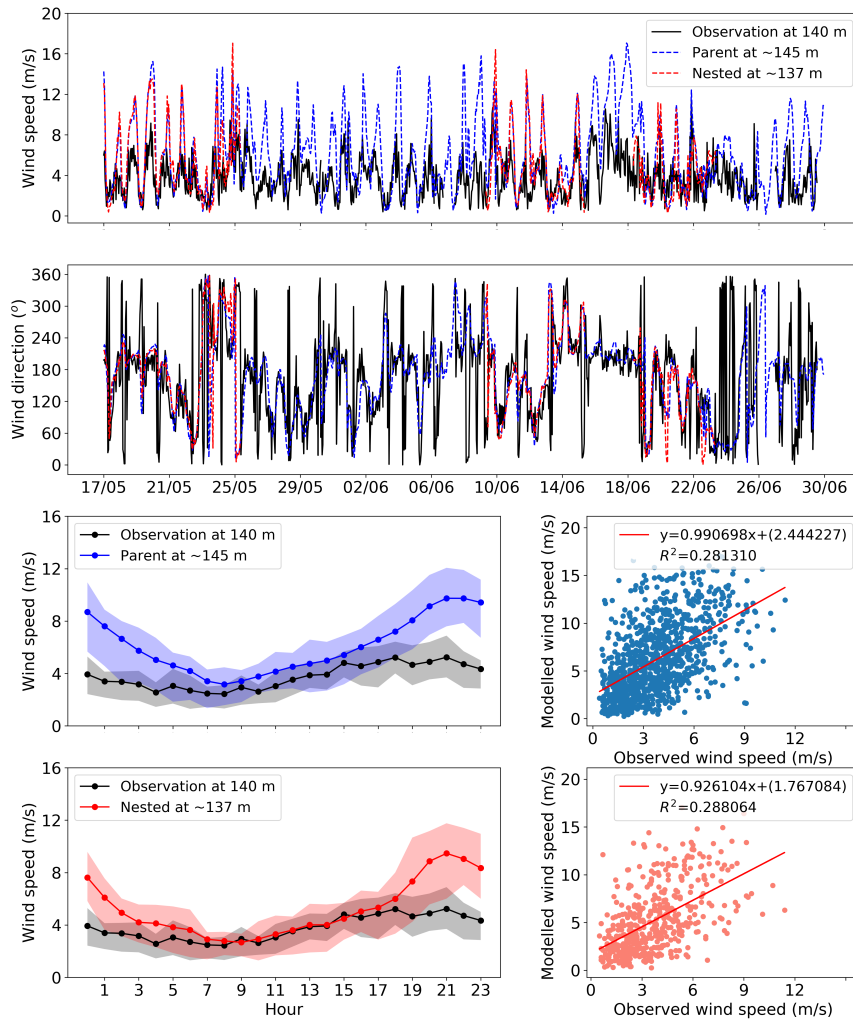 20
16
12
8
4
0
Wind speed (m/s)
Observation at 140 m
Parent at ~145 m
Nested at ~137 m
360
300
240
180
120
60
0
Wind direction (°)
17/05 21/05 25/05 29/05 02/06 06/06 10/06 14/06 18/06 22/06 26/06 30/06
16
12
8
4
0
Wind speed (m/s)
Observation at 140 m
Parent at ~145 m
20
15
10
5
0
Modelled wind speed (m/s)
y=0.990698x+(2.444227)
R²=0.281310
0 3 6 9 12
Observed wind speed (m/s)
16
12
8
4
0
Wind speed (m/s)
Observation at 140 m
Nested at ~137 m
1 3 5 7 9 11 13 15 17 19 21 23
Hour
20
15
10
5
0
Modelled wind speed (m/s)
y=0.926104x+(1.767084)
R²=0.288064
0 3 6 9 12
Observed wind speed (m/s)